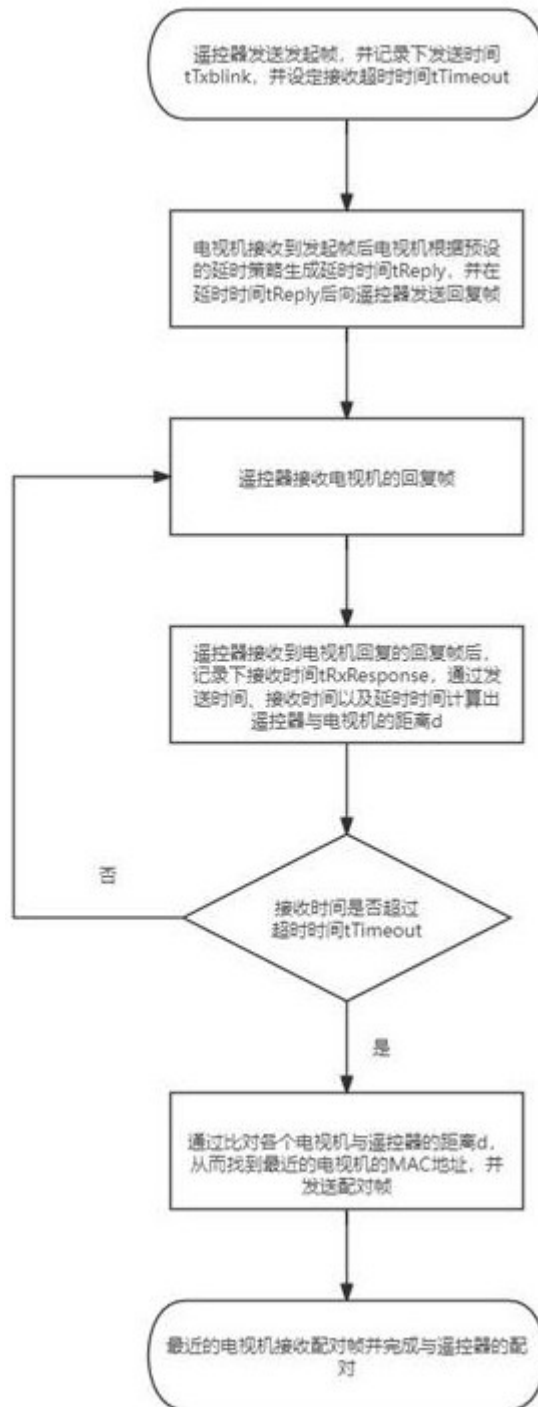 遥控器发送发起帧，并记录下发送时间
tTxblink，并设定接收超时时间tTimeout
电视机接收到发起帧后电视机根据预设
的延时策略生成延时时间tReply，并在
延时时间tReply后向遥控器发送回复帧
遥控器接收电视机的回复帧
遥控器接收到电视机回复的回复帧后，
记录下接收时间tRxResponse，通过发
送时间、接收时间以及延时时间计算出
遥控器与电视机的距离d
否
接收时间是否超过
超时时间tTimeout
是
通过比对各个电视机与遥控器的距离d，
从而找到最近的电视机的MAC地址，并
发送配对帧
最近的电视机接收配对帧并完成与遥控器的配
对